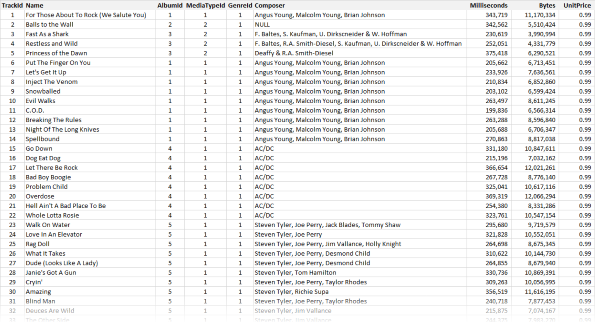 TrackId Name AlbumId MediaTypeId GenreId Composer Milliseconds Bytes UnitPrice
1 For Those About To Rock (We Salute You) 1 1 1 Angus Young, Malcolm Young, Brian Johnson 343,719 11,170,334 0.99
2 Balls to the Wall 2 2 1 NULL 342,562 5,510,424 0.99
3 Fast As a Shark 3 2 1 F. Baltes, S. Kaufman, U. Dirkscneider & W. Hoffman 230,619 3,990,994 0.99
4 Restless and Wild 3 2 1 F. Baltes, R.A. Smith-Diesel, S. Kaufman, U. Dirkscneider & W. Hoffman 252,051 4,331,779 0.99
5 Princess of the Dawn 3 2 1 Deaffy & R.A. Smith-Diesel 375,418 6,290,521 0.99
6 Put The Finger On You 1 1 1 Angus Young, Malcolm Young, Brian Johnson 205,662 6,713,451 0.99
7 Let's Get It Up 1 1 1 Angus Young, Malcolm Young, Brian Johnson 233,926 7,636,561 0.99
8 Inject The Venom 1 1 1 Angus Young, Malcolm Young, Brian Johnson 210,834 6,852,860 0.99
9 Snowballed 1 1 1 Angus Young, Malcolm Young, Brian Johnson 203,102 6,599,424 0.99
10 Evil Walks 1 1 1 Angus Young, Malcolm Young, Brian Johnson 263,497 8,611,245 0.99
11 C.O.D. 1 1 1 Angus Young, Malcolm Young, Brian Johnson 199,836 6,566,314 0.99
12 Breaking The Rules 1 1 1 Angus Young, Malcolm Young, Brian Johnson 263,288 8,596,840 0.99
13 Night Of The Long Knives 1 1 1 Angus Young, Malcolm Young, Brian Johnson 205,688 6,706,347 0.99
14 Spellbound 1 1 1 Angus Young, Malcolm Young, Brian Johnson 270,863 8,817,038 0.99
15 Go Down 4 1 1 AC/DC 331,180 10,847,611 0.99
16 Dog Eat Dog 4 1 1 AC/DC 215,196 7,032,162 0.99
17 Let There Be Rock 4 1 1 AC/DC 366,654 12,021,261 0.99
18 Bad Boy Boogie 4 1 1 AC/DC 267,728 8,776,140 0.99
19 Problem Child 4 1 1 AC/DC 325,041 10,617,116 0.99
20 Overdose 4 1 1 AC/DC 369,319 12,066,294 0.99
21 Hell Ain't A Bad Place To Be 4 1 1 AC/DC 254,380 8,331,286 0.99
22 Whole Lotta Rosie 4 1 1 AC/DC 323,761 10,547,154 0.99
23 Walk On Water 5 1 1 Steven Tyler, Joe Perry, Jack Blades, Tommy Shaw 295,680 9,719,579 0.99
24 Love In An Elevator 5 1 1 Steven Tyler, Joe Perry 321,828 10,552,051 0.99
25 Rag Doll 5 1 1 Steven Tyler, Joe Perry, Jim Vallance, Holly Knight 264,698 8,675,345 0.99
26 What It Takes 5 1 1 Steven Tyler, Joe Perry, Desmond Child 310,622 10,144,730 0.99
27 Dude (Looks Like A Lady) 5 1 1 Steven Tyler, Joe Perry, Desmond Child 264,855 8,679,940 0.99
28 Janie's Got A Gun 5 1 1 Steven Tyler, Tom Hamilton 330,736 10,869,391 0.99
29 Cryin' 5 1 1 Steven Tyler, Joe Perry, Taylor Rhodes 309,263 10,056,995 0.99
30 Amazing 5 1 1 Steven Tyler, Richie Supa 356,519 11,616,195 0.99
31 Blind Man 5 1 1 Steven Tyler, Joe Perry, Taylor Rhodes 240,718 7,877,453 0.99
32 Deuces Are Wild 5 1 1 Steven Tyler, Jim Vallance 215,875 7,074,167 0.99